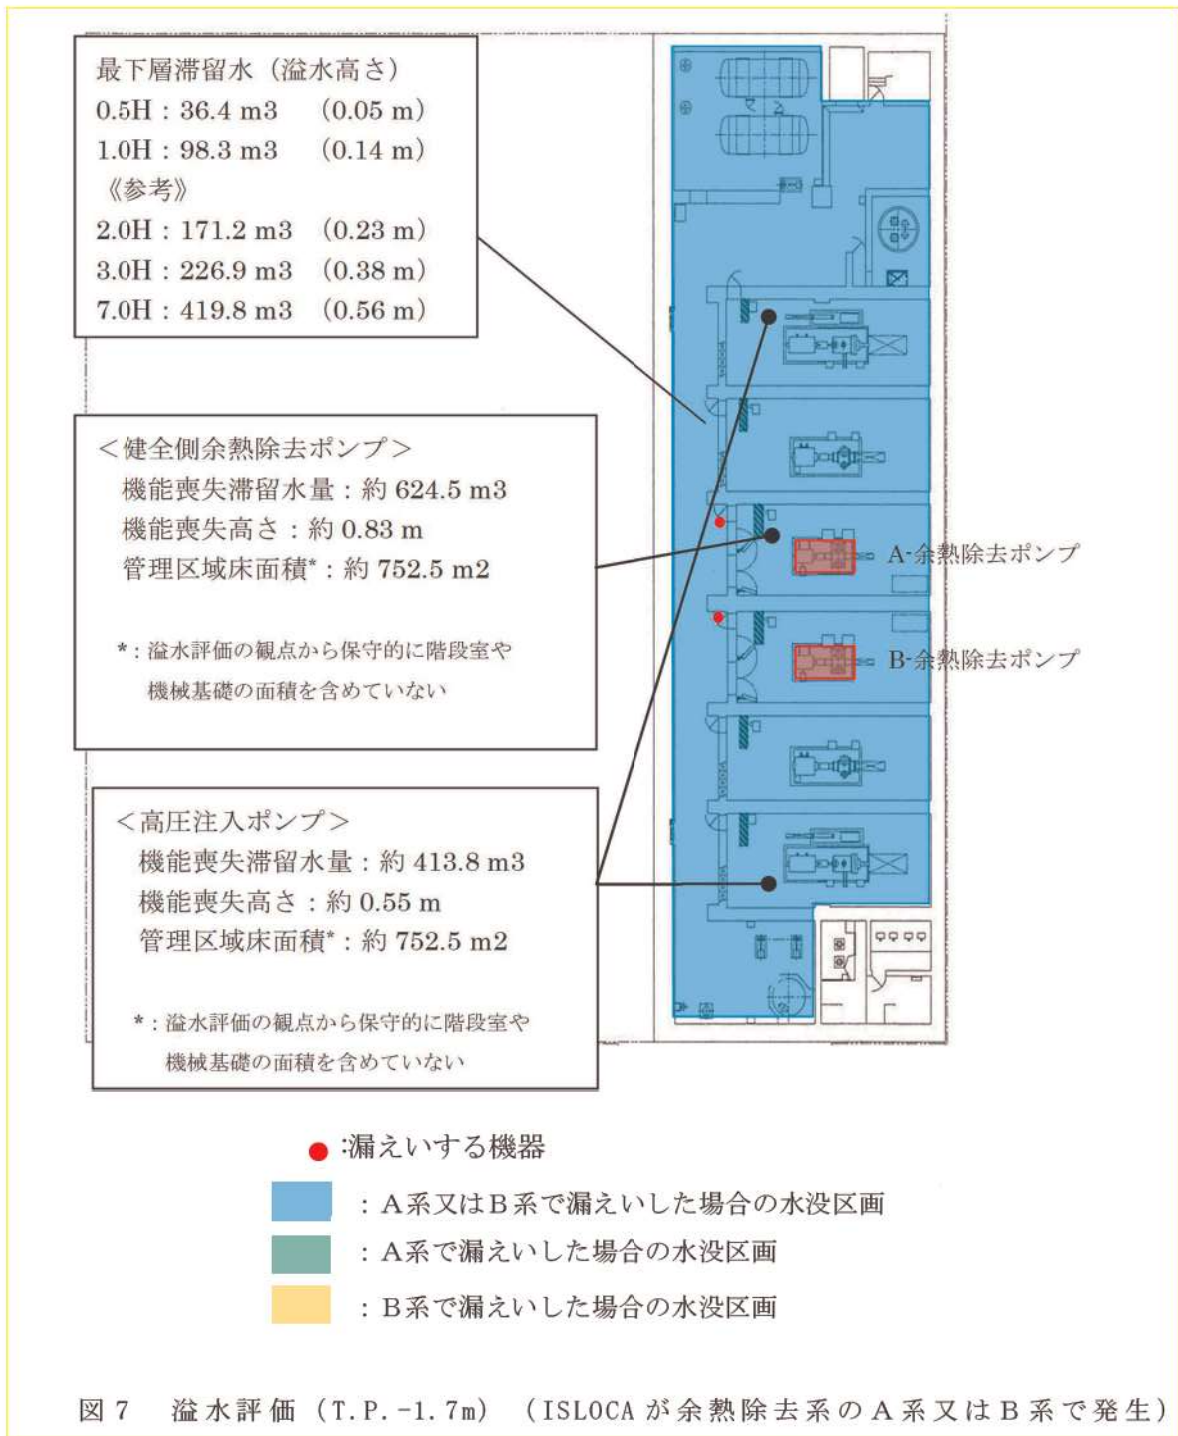 最下層滞留水（溢水高さ）
0.5H：36.4 m3 （0.05 m）
1.0H：98.3 m3 （0.14 m）
《参考》
2.0H：171.2 m3 （0.23 m）
3.0H：226.9 m3 （0.38 m）
7.0H：419.8 m3 （0.56 m）
＜健全側余熱除去ポンプ＞
機能喪失滞留水量：約 624.5 m3
機能喪失高さ：約 0.83 m
管理区域床面積*：約 752.5 m2
*：溢水評価の観点から保守的に階段室や
機械基礎の面積を含めていない
A-余熱除去ポンプ
B-余熱除去ポンプ
＜高圧注入ポンプ＞
機能喪失滞留水量：約 413.8 m3
機能喪失高さ：約 0.55 m
管理区域床面積*：約 752.5 m2
*：溢水評価の観点から保守的に階段室や
機械基礎の面積を含めていない
:漏えいする機器
：A系又はB系で漏えいした場合の水没区画
：A系で漏えいした場合の水没区画
：B系で漏えいした場合の水没区画
図７ 溢水評価（T.P.-1.7m）（ISLOCAが余熱除去系のA系又はB系で発生）